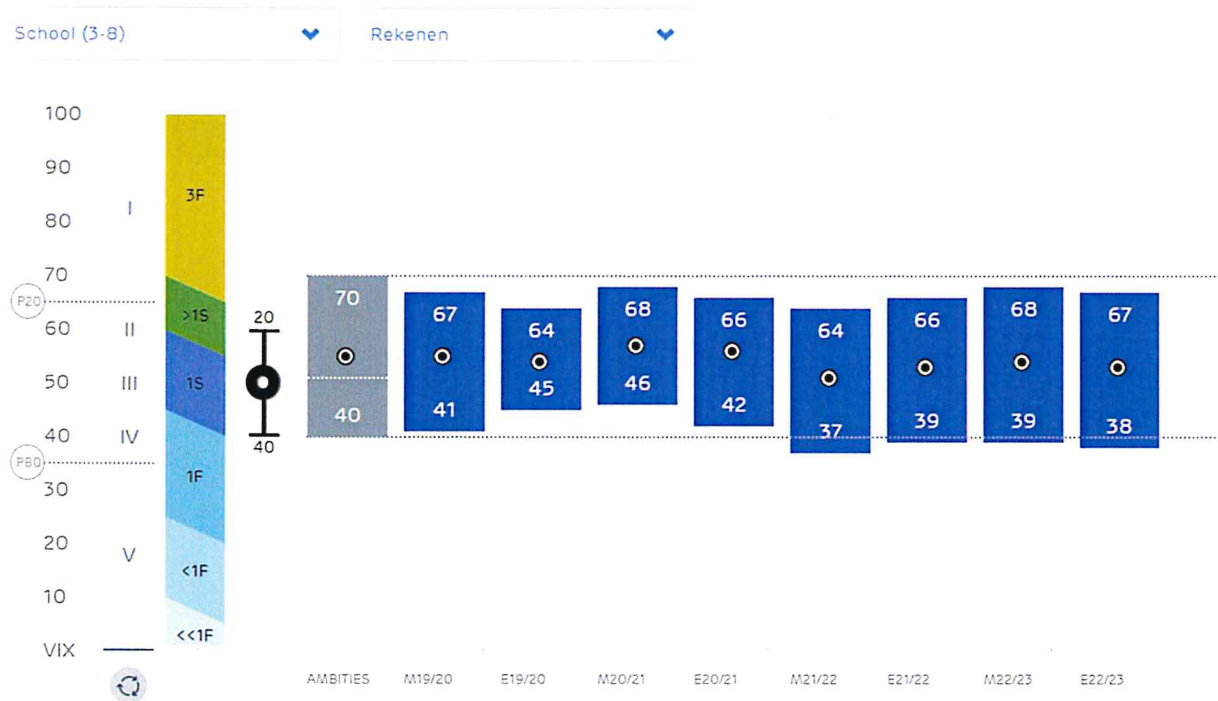 School (3-8)
Rekenen
100
90
80
70
60
50
40
30
20
10
VIX
P20
P80
I
II
III
IV
V
3F
>1S
1S
1F
<1F
<<1F
20
40
70
40
67
41
64
45
68
46
66
42
64
37
66
39
68
39
67
38
AMBITIES M19/20 E19/20 M20/21 E20/21 M21/22 E21/22 M22/23 E22/23